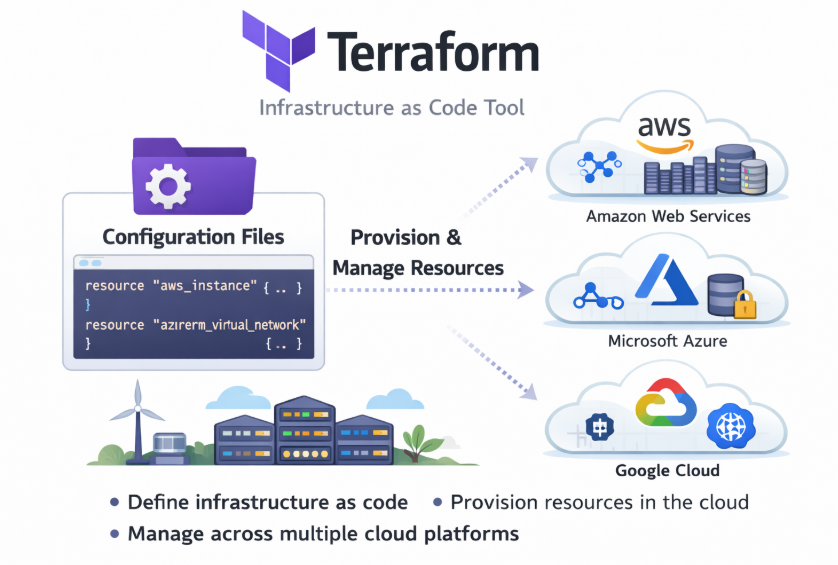 Terraform
Infrastructure as Code Tool
Configuration Files
resource "aws_instance" { .. }
}
resource "azırerm_virtual_network"
} {.. }
Provision &
Manage Resources
aws
Amazon Web Services
Microsoft Azure
Google Cloud
• Define infrastructure as code • Provision resources in the cloud
• Manage across multiple cloud platforms